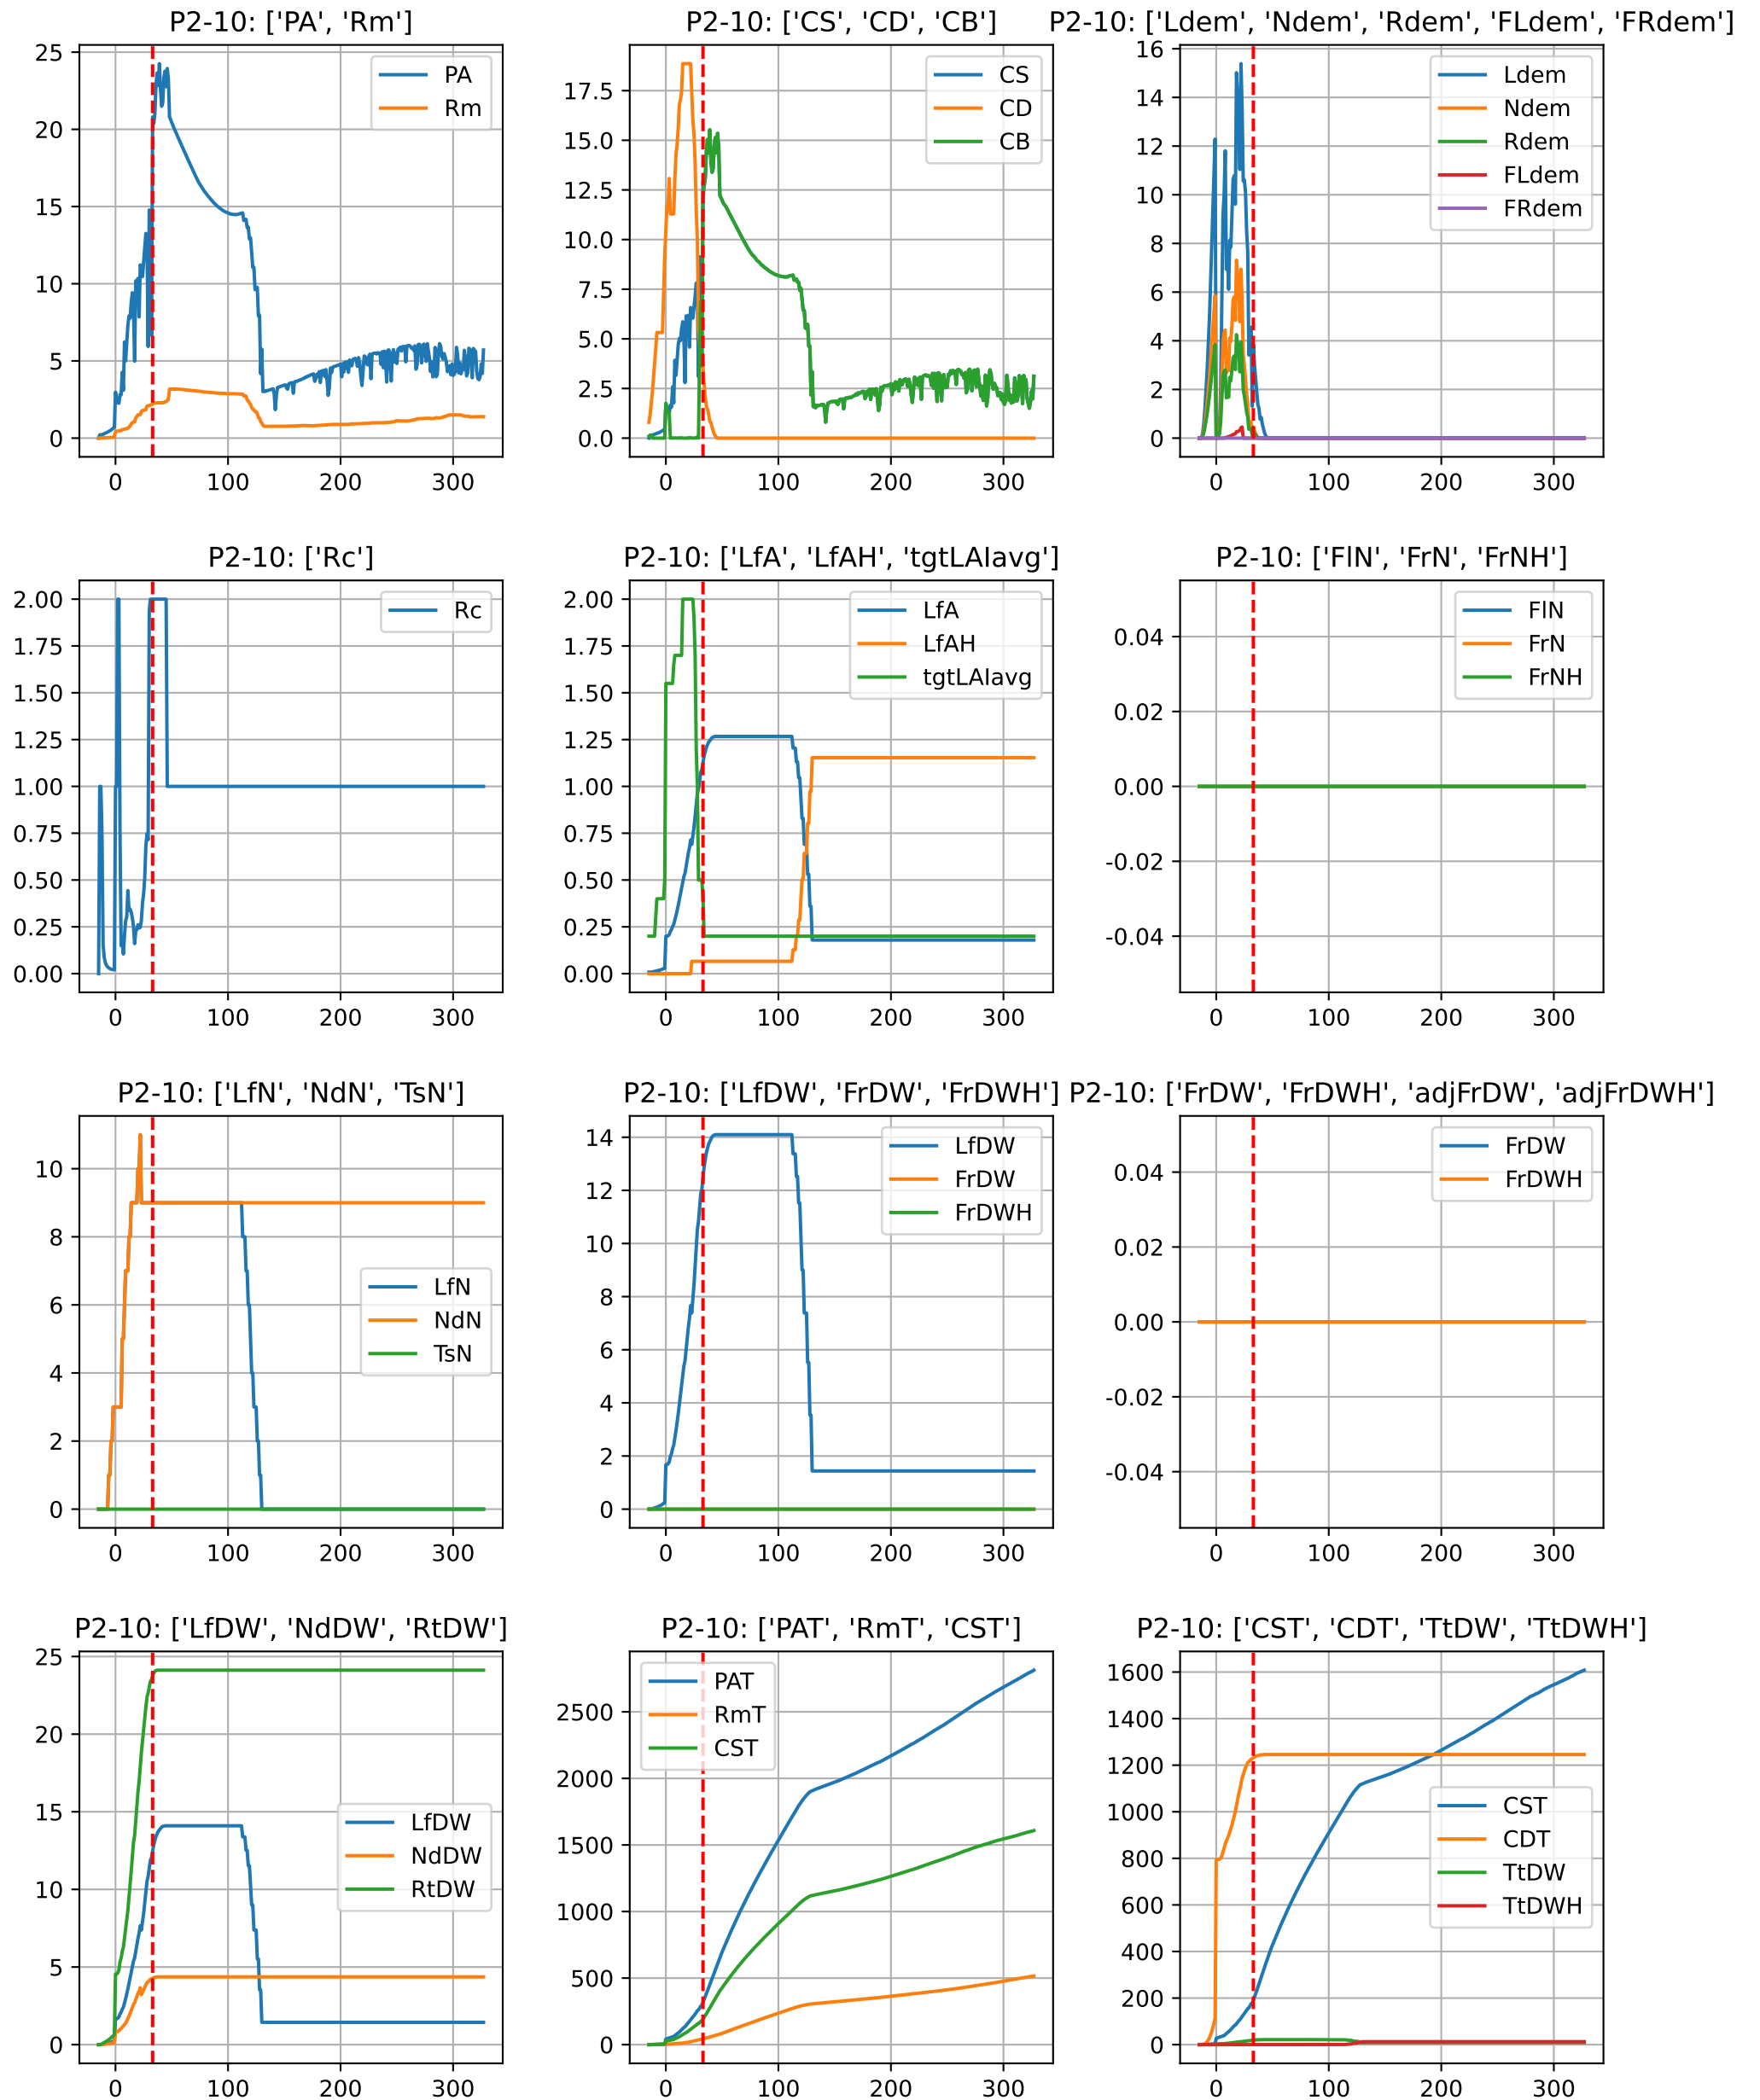 P2-10: ['PA', 'Rm']
25
20
15
10
5
0
0 100 200 300
PA
Rm
P2-10: ['CS', 'CD', 'CB']
17.5
15.0
12.5
10.0
7.5
5.0
2.5
0.0
0 100 200 300
CS
CD
CB
P2-10: ['Ldem', 'Ndem', 'Rdem', 'FLdem', 'FRdem']
16
14
12
10
8
6
4
2
0
0 100 200 300
Ldem
Ndem
Rdem
FLdem
FRdem
P2-10: ['Rc']
2.00
1.75
1.50
1.25
1.00
0.75
0.50
0.25
0.00
0 100 200 300
Rc
P2-10: ['LfA', 'LfAH', 'tgtLAIavg']
2.00
1.75
1.50
1.25
1.00
0.75
0.50
0.25
0.00
0 100 200 300
LfA
LfAH
tgtLAIavg
P2-10: ['FlN', 'FrN', 'FrNH']
0.04
0.02
0.00
-0.02
-0.04
0 100 200 300
FlN
FrN
FrNH
P2-10: ['LfN', 'NdN', 'TsN']
10
8
6
4
2
0
0 100 200 300
LfN
NdN
TsN
P2-10: ['LfDW', 'FrDW', 'FrDWH']
14
12
10
8
6
4
2
0
0 100 200 300
LfDW
FrDW
FrDWH
P2-10: ['FrDW', 'FrDWH', 'adjFrDW', 'adjFrDWH']
0.04
0.02
0.00
-0.02
-0.04
0 100 200 300
FrDW
FrDWH
P2-10: ['LfDW', 'NdDW', 'RtDW']
25
20
15
10
5
0
0 100 200 300
LfDW
NdDW
RtDW
P2-10: ['PAT', 'RmT', 'CST']
2500
2000
1500
1000
500
0
0 100 200 300
PAT
RmT
CST
P2-10: ['CST', 'CDT', 'TtDW', 'TtDWH']
1600
1400
1200
1000
800
600
400
200
0
0 100 200 300
CST
CDT
TtDW
TtDWH